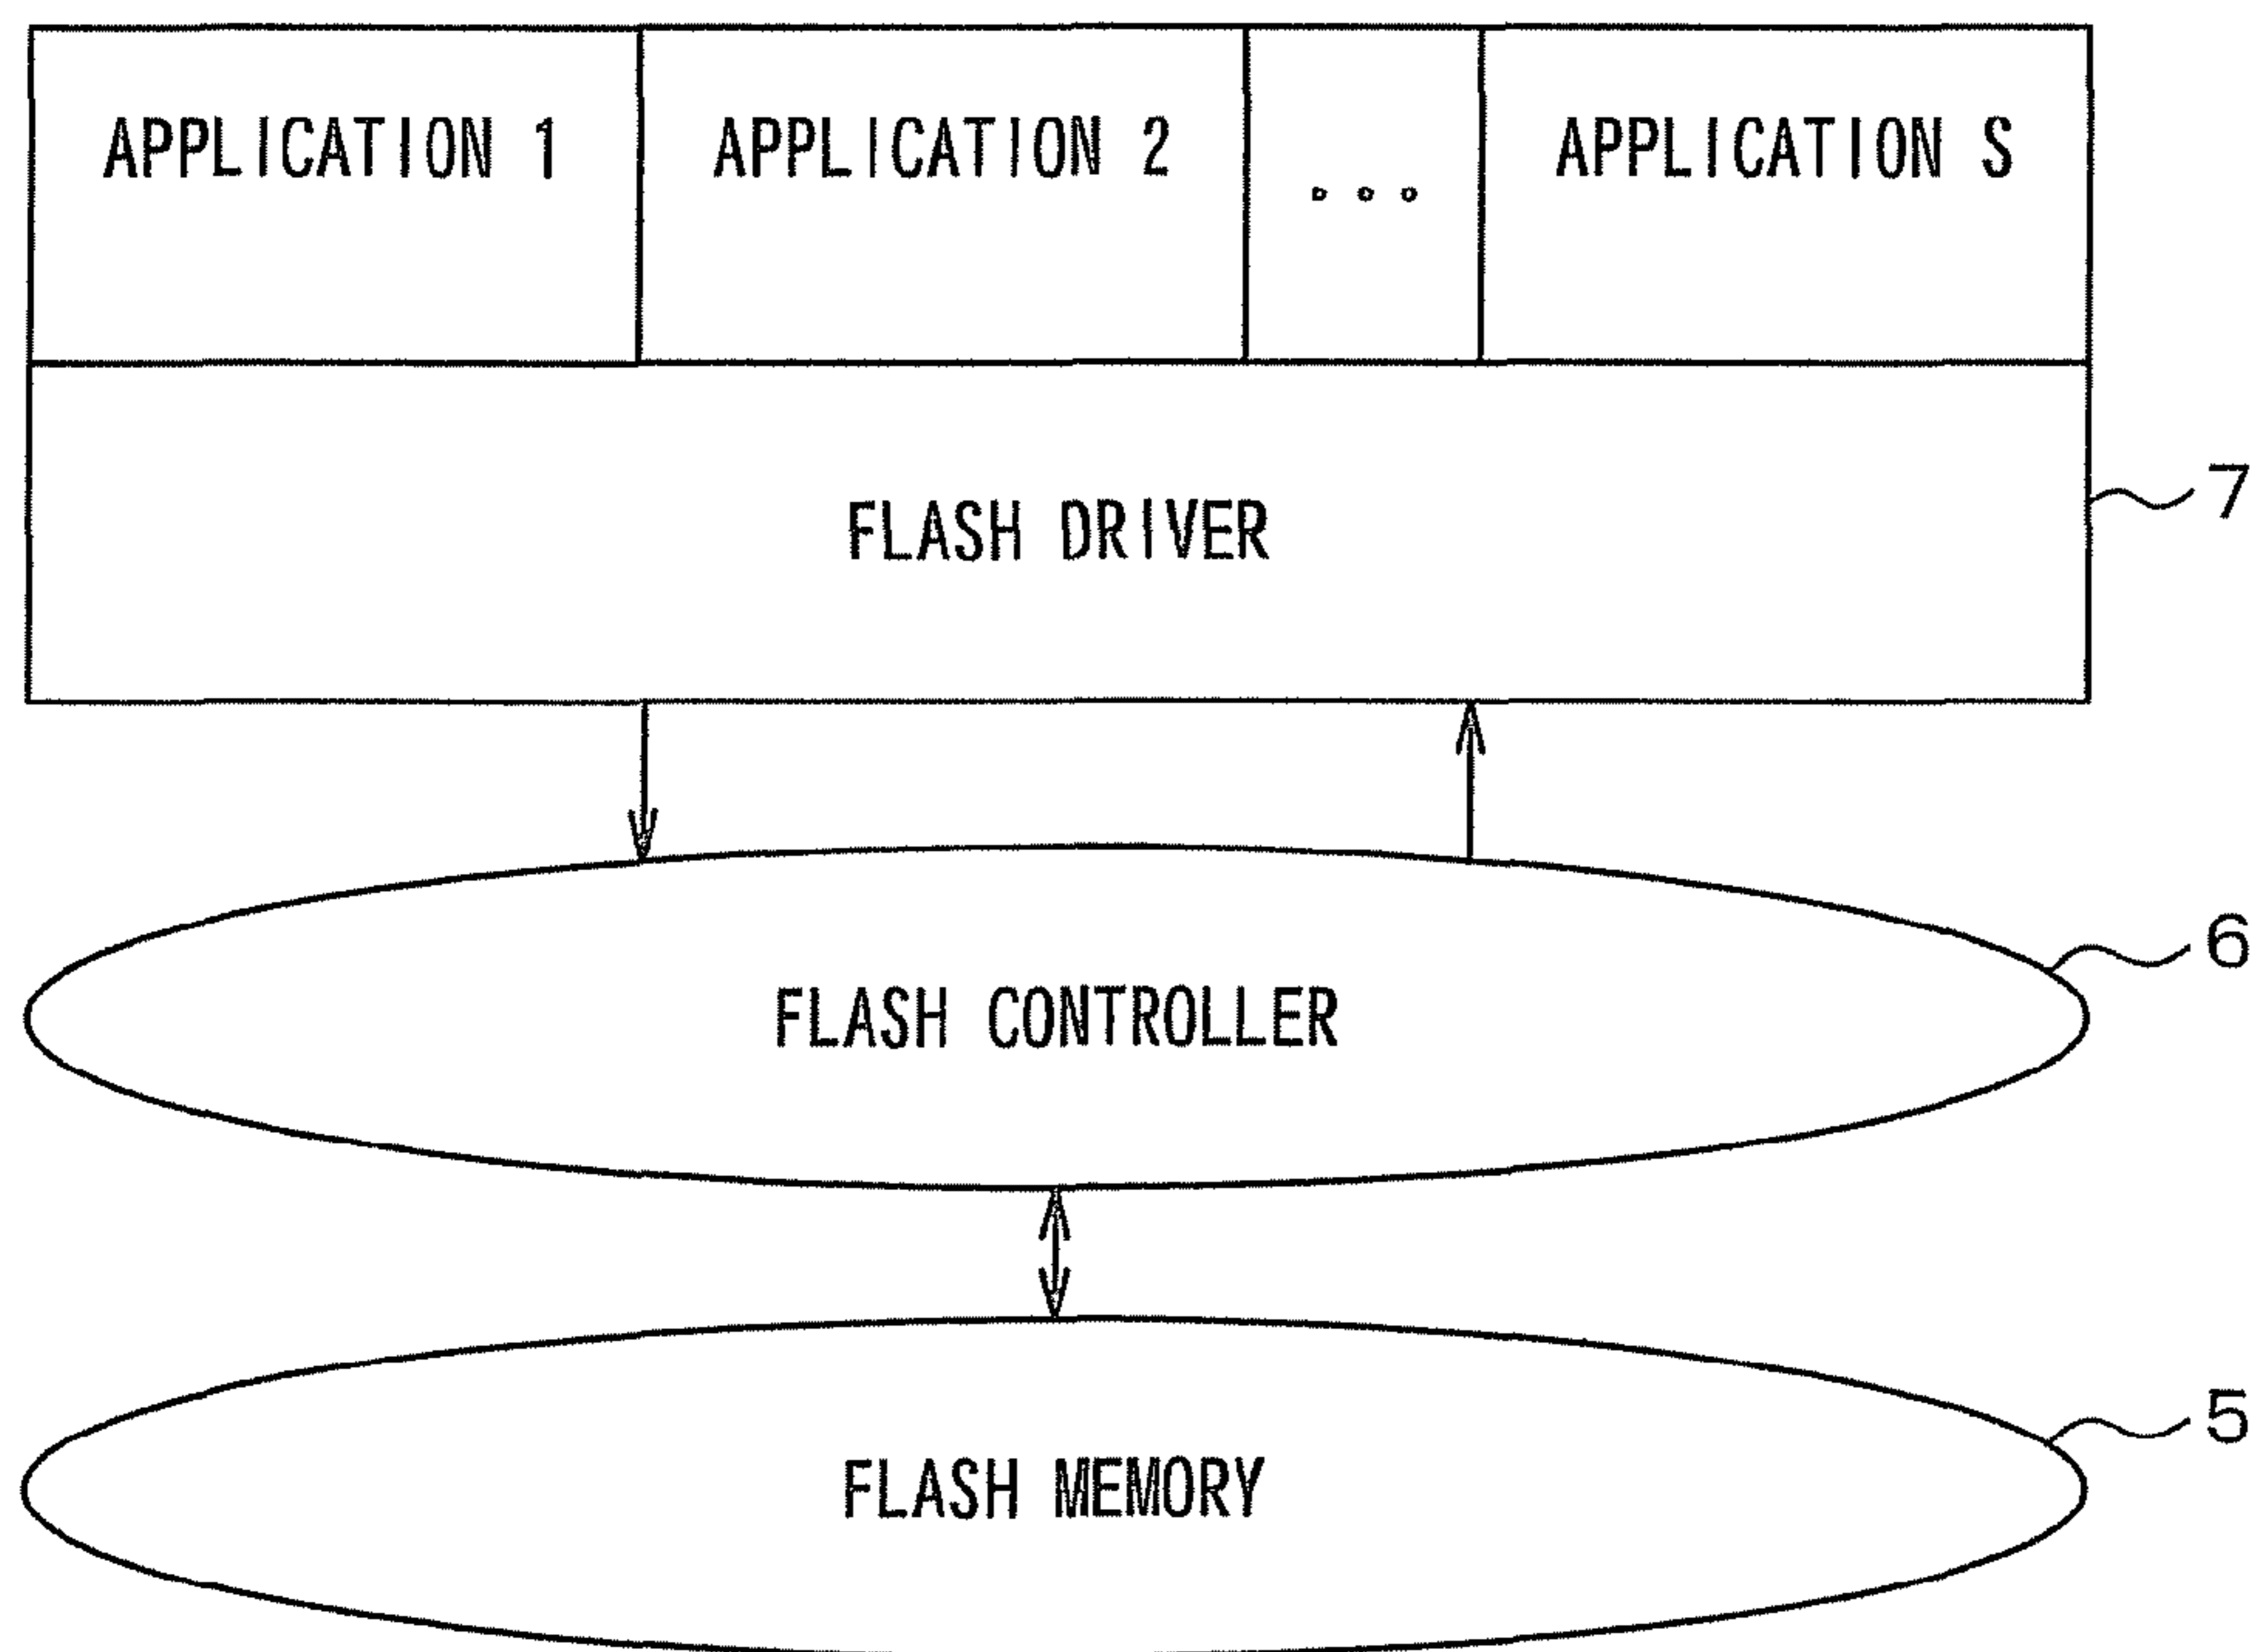 APPLICATION 1
APPLICATION 2
...
APPLICATION S
FLASH DRIVER
7
FLASH CONTROLLER
6
FLASH MEMORY
5